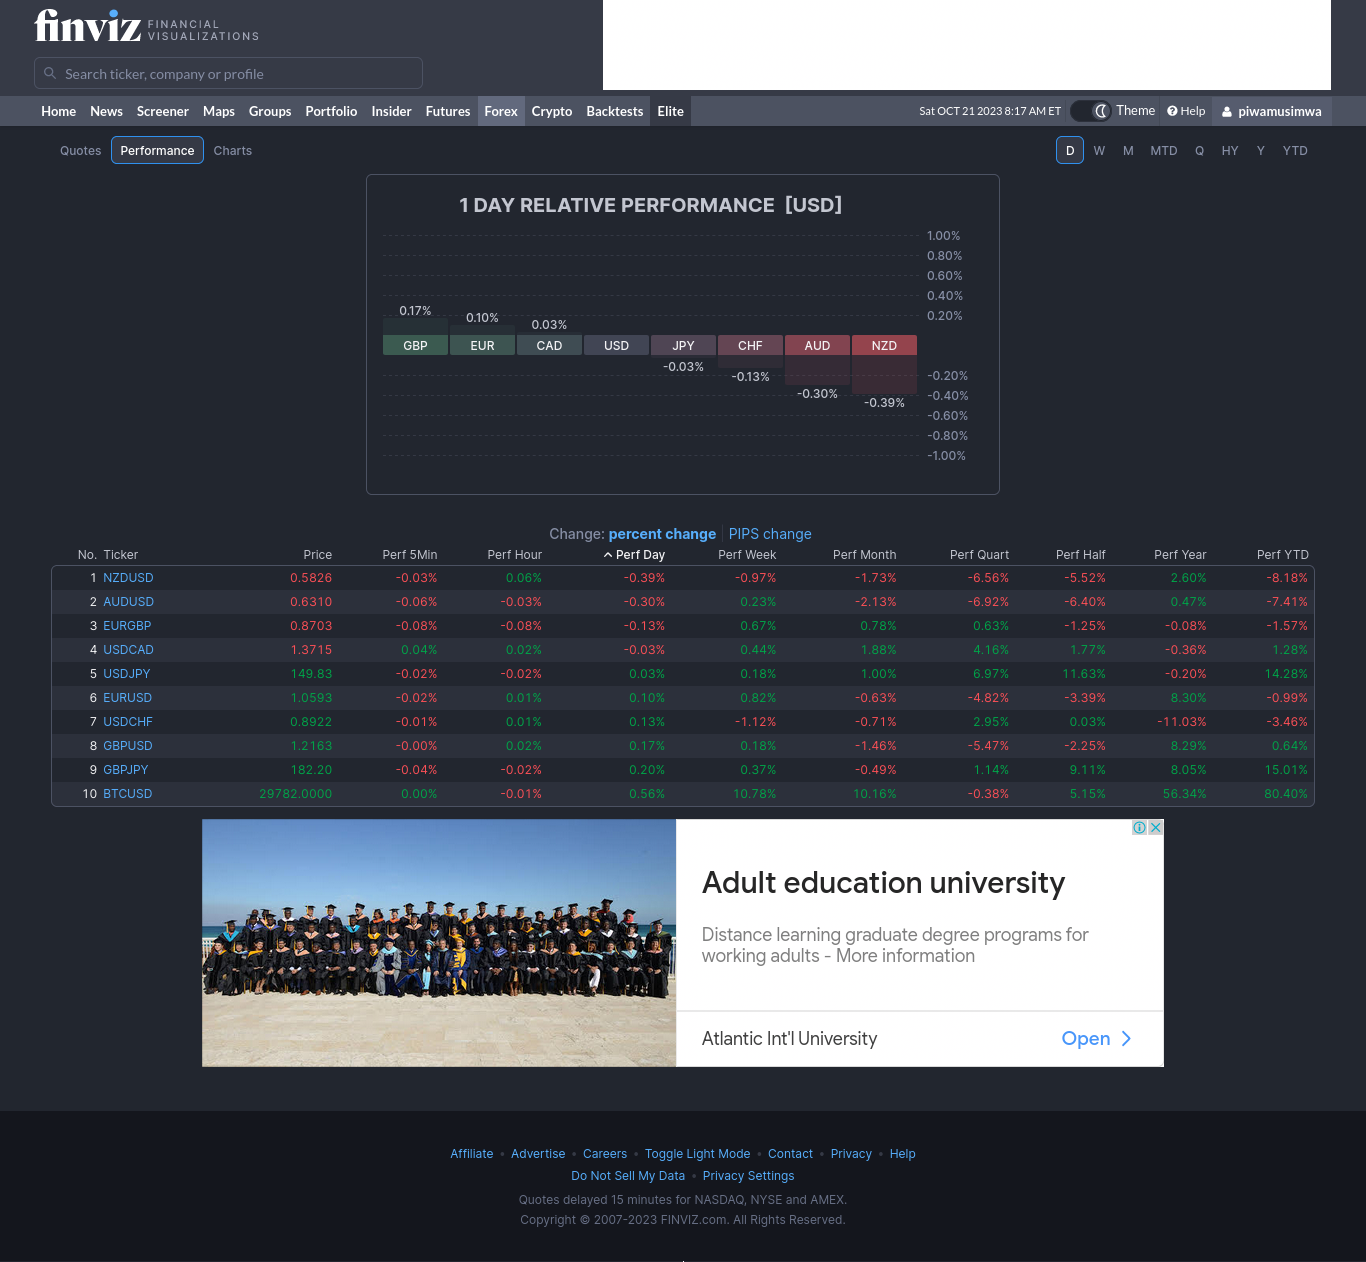 finviz FINANCIAL
VISUALIZATIONS
Search ticker, company or profile
Home News Screener Maps Groups Portfolio Insider Futures Forex Crypto Backtests Elite Sat OCT 21 2023 8:17 AM ET Theme Help piwamusimwa
Quotes Performance Charts D W M MTD Q HY Y YTD
1 DAY RELATIVE PERFORMANCE [USD]
1.00%
0.80%
0.60%
0.40%
0.17% 0.10% 0.03% 0.20%
GBP EUR CAD USD JPY CHF AUD NZD
-0.03% -0.13% -0.20%
-0.30% -0.39% -0.40%
-0.60%
-0.80%
-1.00%
Change: percent change PIPS change
No. Ticker Price Perf 5Min Perf Hour Perf Day Perf Week Perf Month Perf Quart Perf Half Perf Year Perf YTD
1 NZDUSD 0.5826 -0.03% 0.06% -0.39% -0.97% -1.73% -6.56% -5.52% 2.60% -8.18%
2 AUDUSD 0.6310 -0.06% -0.03% -0.30% 0.23% -2.13% -6.92% -6.40% 0.47% -7.41%
3 EURGBP 0.8703 -0.08% -0.08% -0.13% 0.67% 0.78% 0.63% -1.25% -0.08% -1.57%
4 USDCAD 1.3715 0.04% 0.02% -0.03% 0.44% 1.88% 4.16% 1.77% -0.36% 1.28%
5 USDJPY 149.83 -0.02% -0.02% 0.03% 0.18% 1.00% 6.97% 11.63% -0.20% 14.28%
6 EURUSD 1.0593 -0.02% 0.01% 0.10% 0.82% -0.63% -4.82% -3.39% 8.30% -0.99%
7 USDCHF 0.8922 -0.01% 0.01% 0.13% -1.12% -0.71% 2.95% 0.03% -11.03% -3.46%
8 GBPUSD 1.2163 -0.00% 0.02% 0.17% 0.18% -1.46% -5.47% -2.25% 8.29% 0.64%
9 GBPJPY 182.20 -0.04% -0.02% 0.20% 0.37% -0.49% 1.14% 9.11% 8.05% 15.01%
10 BTCUSD 29782.0000 0.00% -0.01% 0.56% 10.78% 10.16% -0.38% 5.15% 56.34% 80.40%
Adult education university
Distance learning graduate degree programs for
working adults - More information
Atlantic Int'l University Open
Affiliate • Advertise • Careers • Toggle Light Mode • Contact • Privacy • Help
Do Not Sell My Data • Privacy Settings
Quotes delayed 15 minutes for NASDAQ, NYSE and AMEX.
Copyright © 2007-2023 FINVIZ.com. All Rights Reserved.